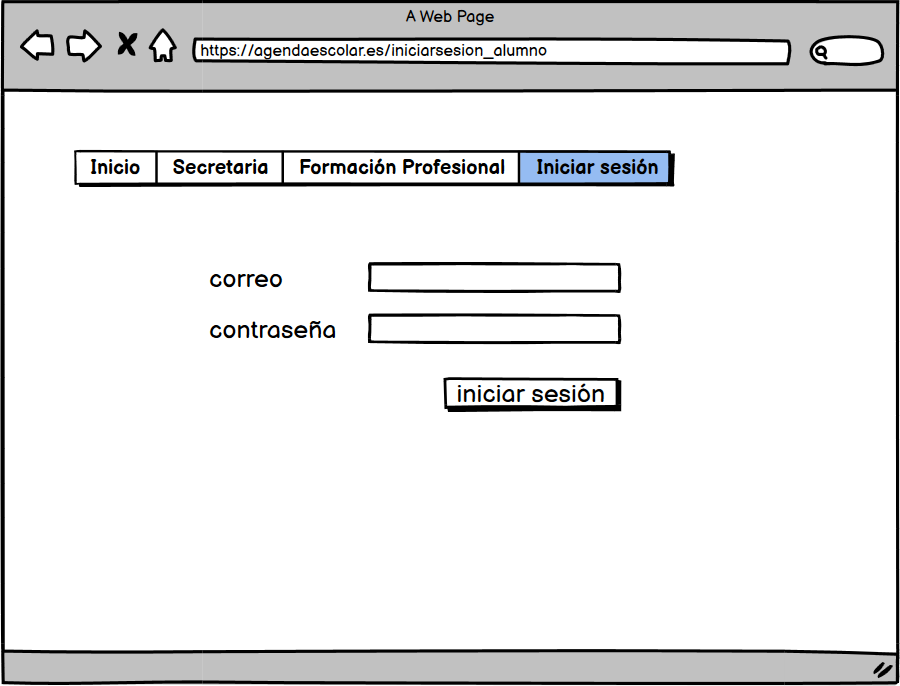 A Web Page
https://agendaescolar.es/iniciarsesion_alumno
Inicio Secretaria Formación Profesional Iniciar sesión
correo
contraseña
iniciar sesión